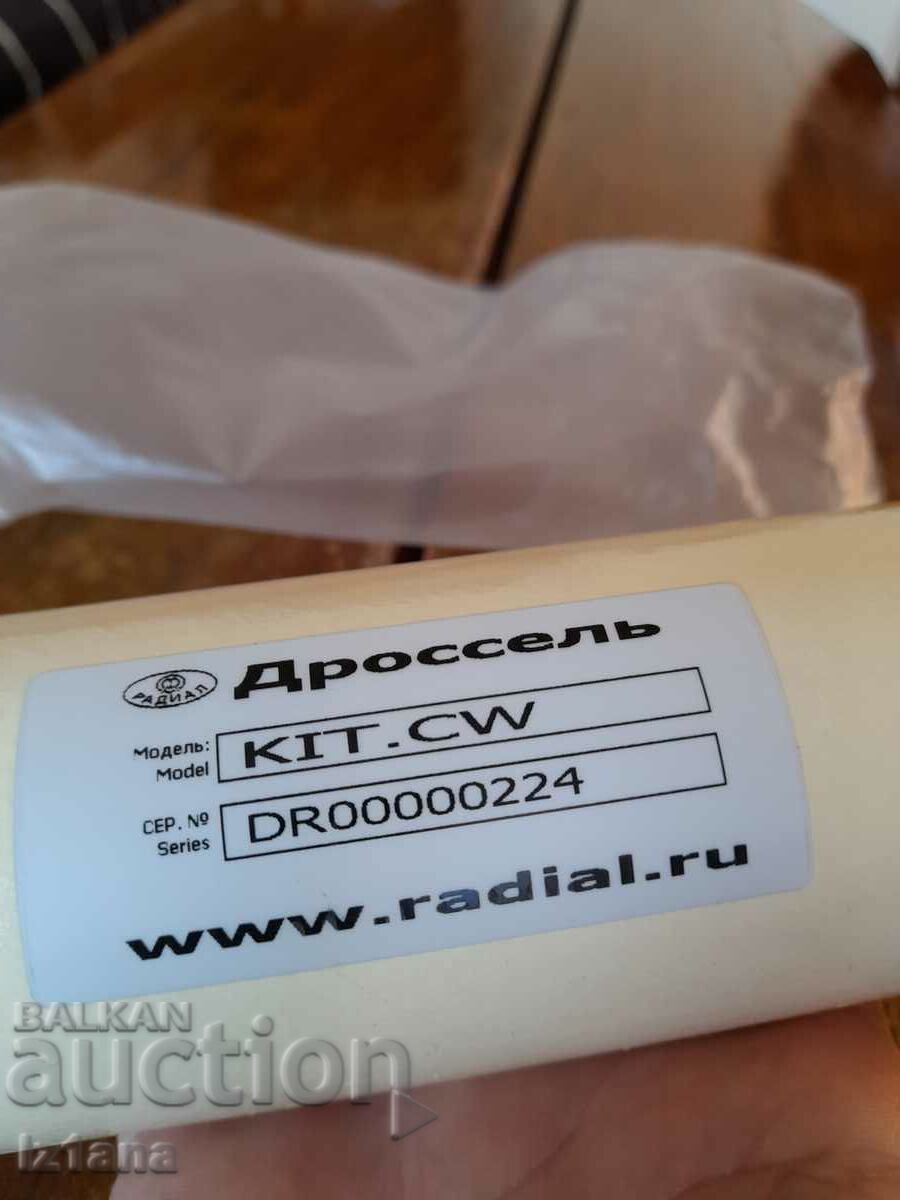 РАДИАЛ Дроссель
Модель: KIT.CW
Model
СЕР. № DR00000224
Series
www.radial.ru
BALKAN
auction
Iz1ana